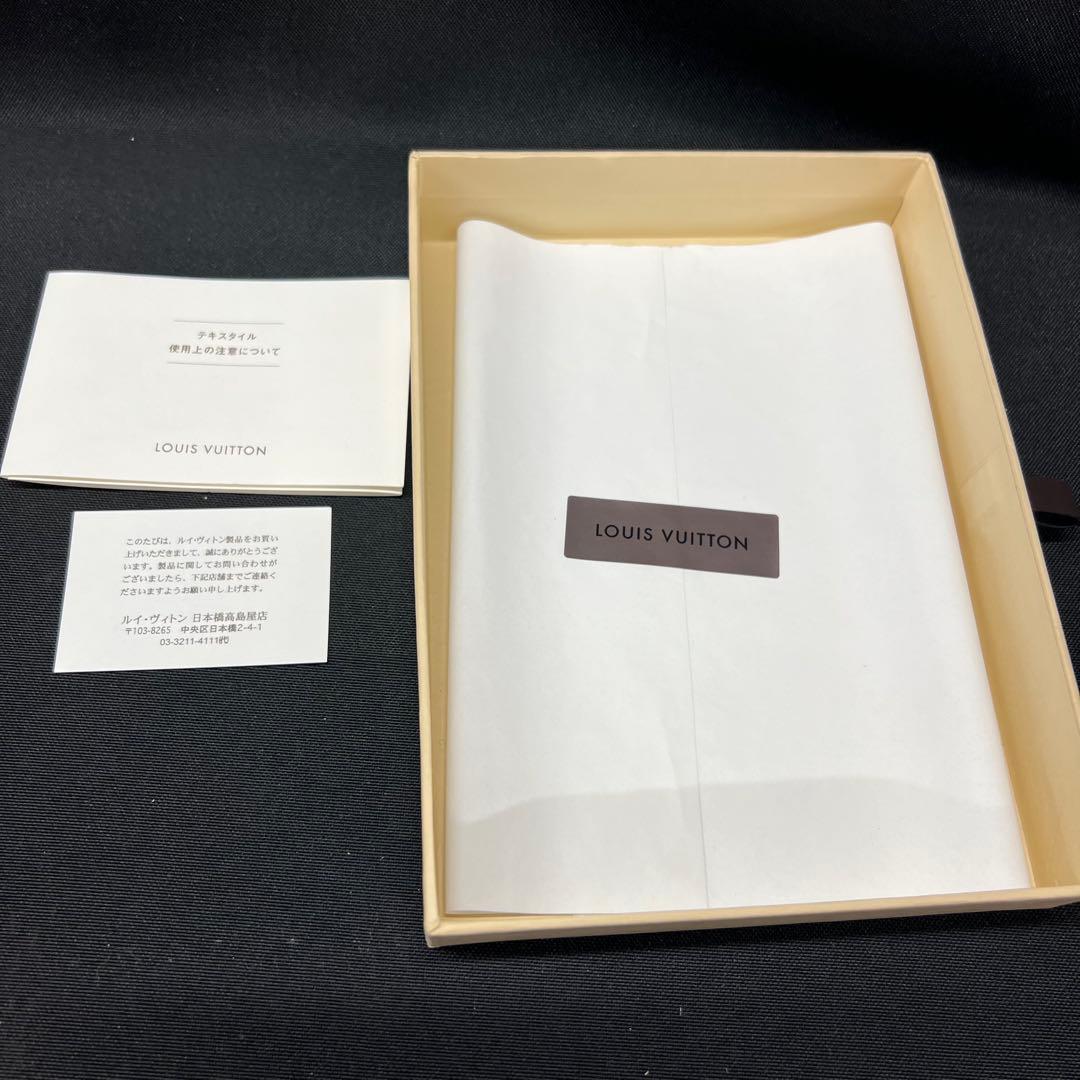 テキスタイル
使用上の注意について
LOUIS VUITTON
このたびは、ルイ・ヴィトン製品をお買い
上げいただきまして、誠にありがとうござ
います。製品に関してお問い合わせが
ございましたら、下記店舗までご連絡く
ださいますようお願い申し上げます。
ルイ・ヴィトン 日本橋高島屋店
〒103-8265 中央区日本橋2-4-1
03-3211-4111㈹
LOUIS VUITTON